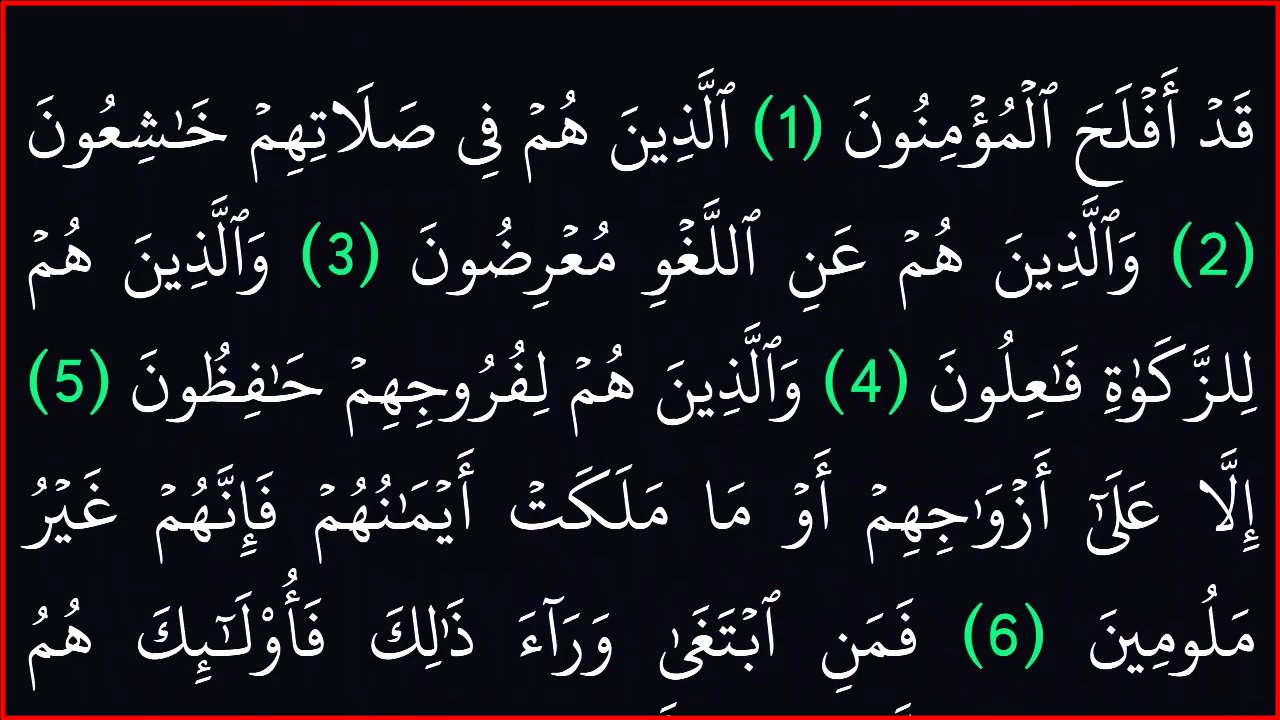 قَدۡ أَفۡلَحَ ٱلۡمُؤۡمِنُونَ (1) ٱلَّذِينَ هُمۡ فِي صَلَاتِهِمۡ خَٰشِعُونَ
(2) وَٱلَّذِينَ هُمۡ عَنِ ٱللَّغۡوِ مُعۡرِضُونَ (3) وَٱلَّذِينَ هُمۡ
لِلزَّكَوٰةِ فَٰعِلُونَ (4) وَٱلَّذِينَ هُمۡ لِفُرُوجِهِمۡ حَٰفِظُونَ (5)
إِلَّا عَلَىٰٓ أَزۡوَٰجِهِمۡ أَوۡ مَا مَلَكَتۡ أَيۡمَٰنُهُمۡ فَإِنَّهُمۡ غَيۡرُ
مَلُومِينَ (6) فَمَنِ ٱبۡتَغَىٰ وَرَآءَ ذَٰلِكَ فَأُوْلَٰٓئِكَ هُمُ